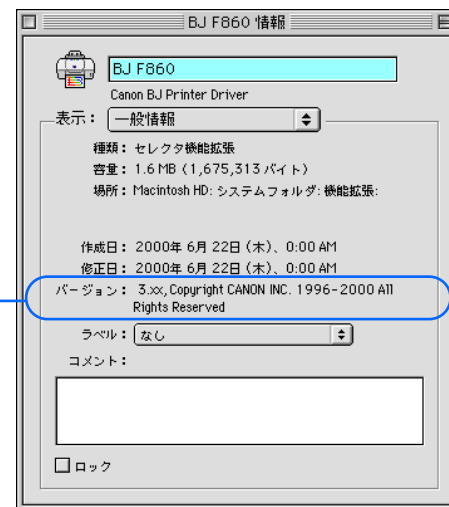 BJ F860 情報
BJ F860
Canon BJ Printer Driver
表示： 一般情報
種類： セレクタ機能拡張
容量： 1.6 MB（1,675,313 バイト）
場所： Macintosh HD: システムフォルダ: 機能拡張:
作成日： 2000年 6月 22日（木）、0:00 AM
修正日： 2000年 6月 22日（木）、0:00 AM
バージョン： 3.xx, Copyright CANON INC. 1996-2000 All
Rights Reserved
ラベル： なし
コメント：
ロック